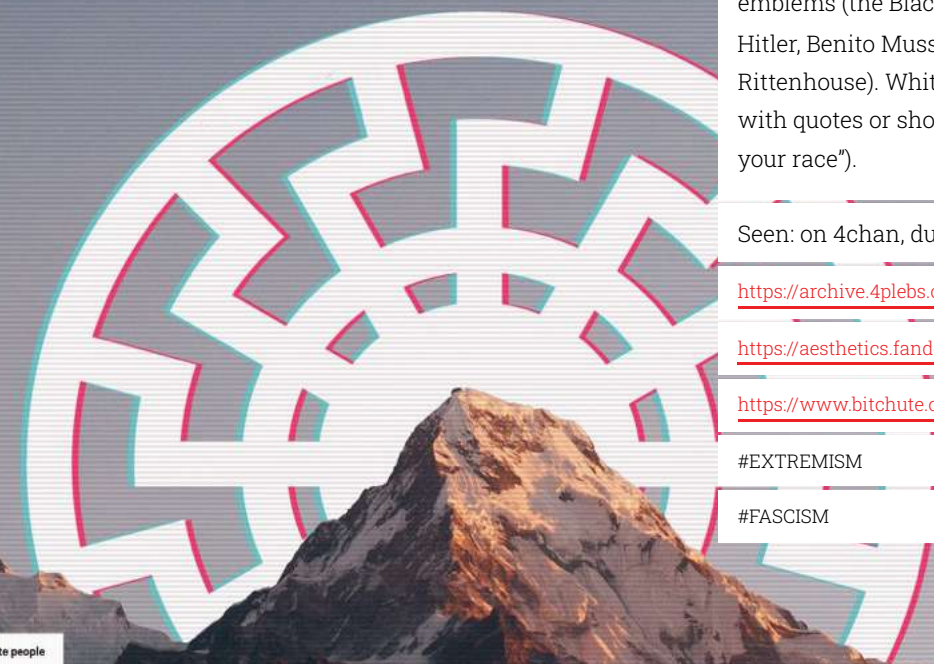 emblems (the Blac
Hitler, Benito Muss
Rittenhouse). Whit
with quotes or sho
your race”).
Seen: on 4chan, du
https://archive.4plebs.
https://aesthetics.fand
https://www.bitchute.c
#EXTREMISM
#FASCISM
te people